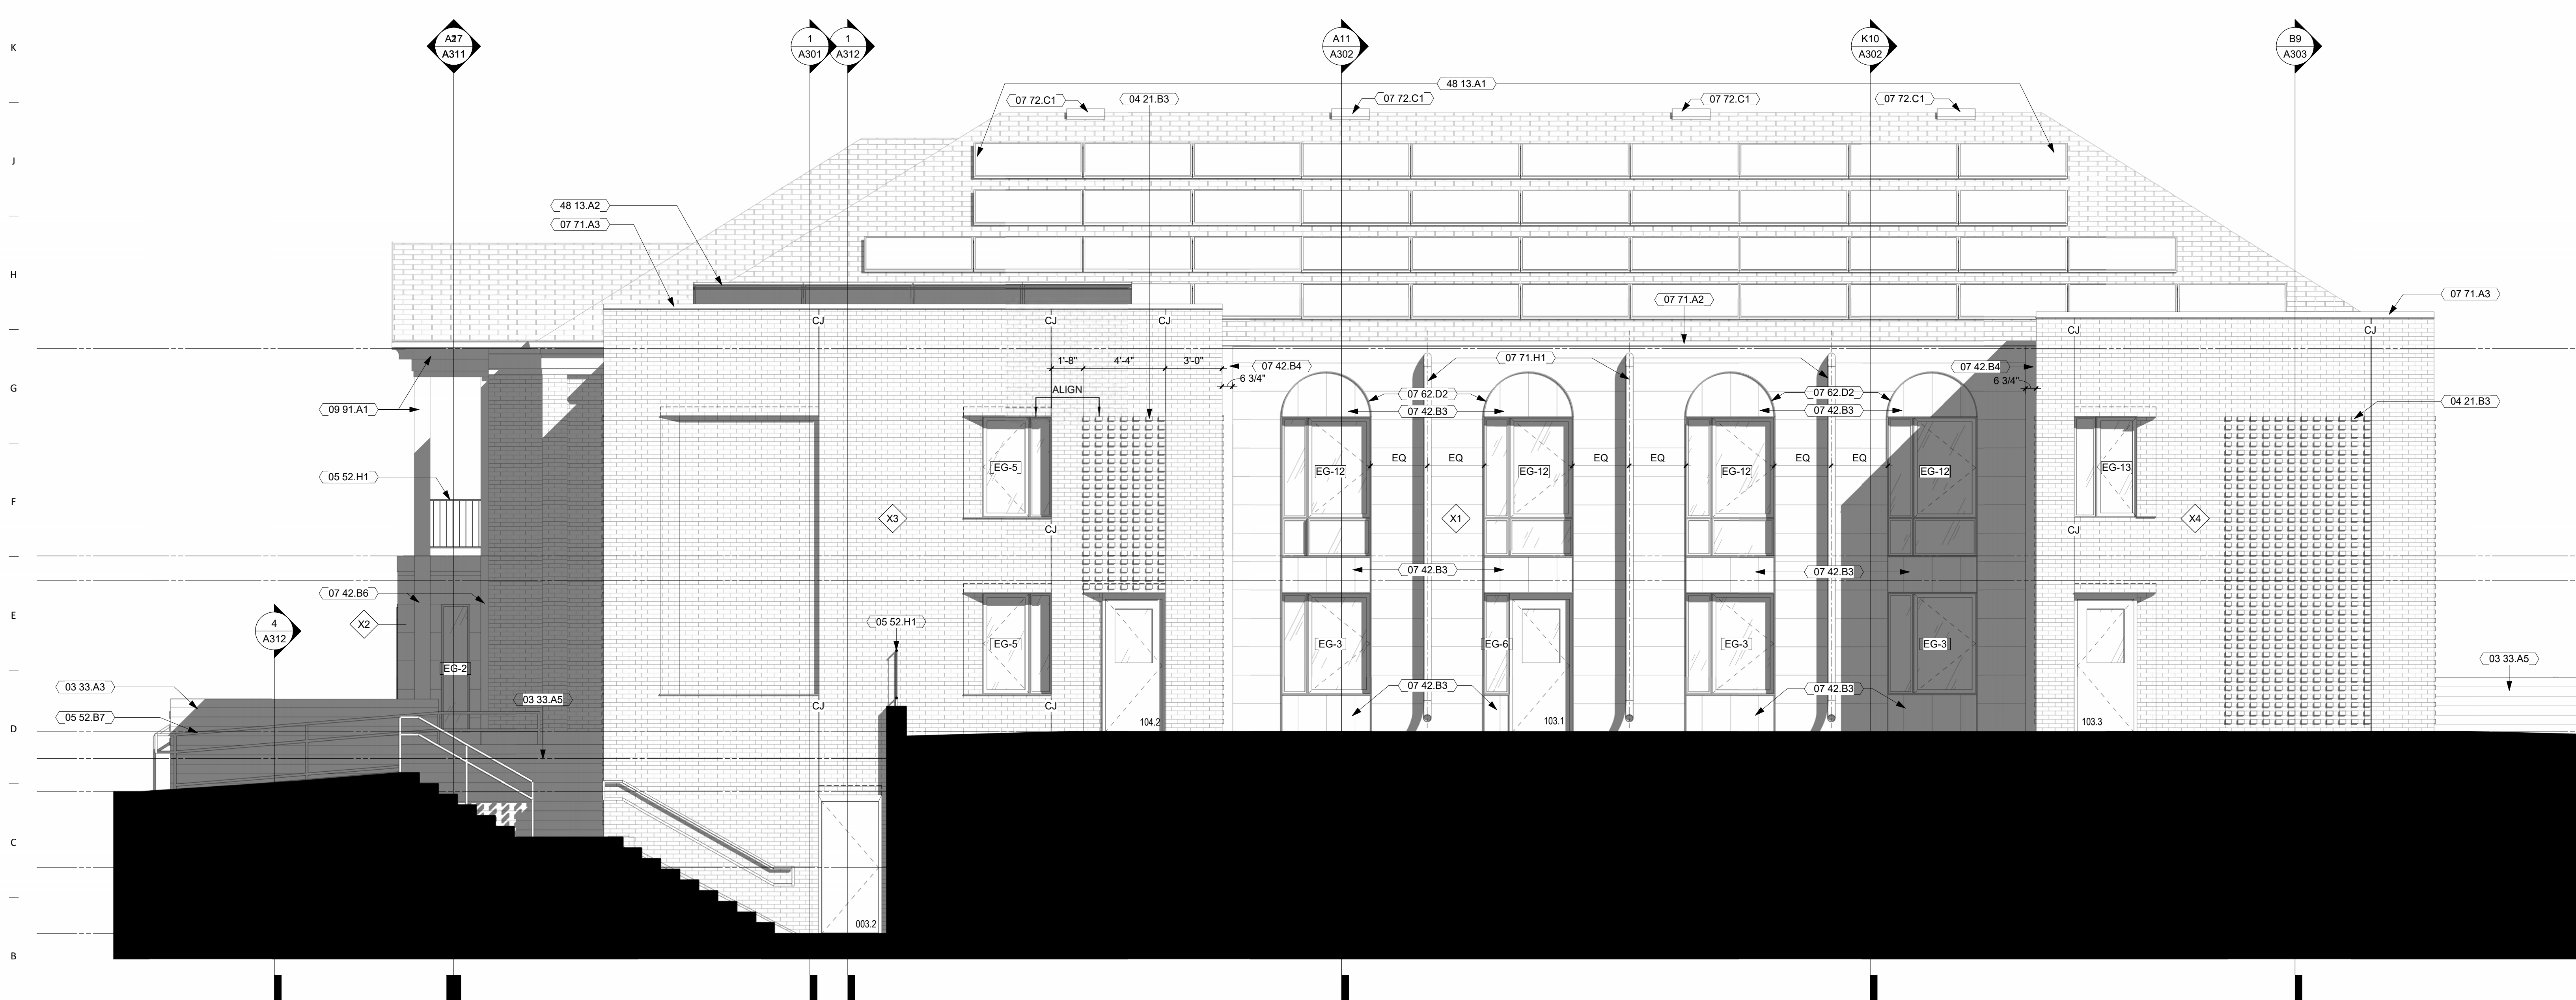 K
J
H
G
F
E
D
C
B
A311
1
A301
1
A312
A11
A302
K10
A302
B9
A303
48 13.A1
07 72.C1
04 21.B3
07 72.C1
07 72.C1
07 72.C1
48 13.A2
07 71.A3
07 71.A2
07 71.A3
CJ
CJ
CJ
CJ
CJ
1'-8"
4'-4"
3'-0"
07 42.B4
6 3/4"
07 71.H1
07 42.B4
6 3/4"
ALIGN
07 62.D2
07 42.B3
07 62.D2
07 42.B3
04 21.B3
09 91.A1
EQ
EQ
EQ
EQ
EQ
EQ
EG-5
EG-12
EG-12
EG-12
EG-12
EG-13
05 52.H1
X3
X1
X4
CJ
CJ
07 42.B3
07 42.B3
07 42.B6
X2
4
A312
05 52.H1
EG-2
EG-5
EG-3
EG-6
EG-3
EG-3
03 33.A5
03 33.A3
05 52.B7
03 33.A5
07 42.B3
07 42.B3
CJ
CJ
104.2
103.1
103.3
003.2